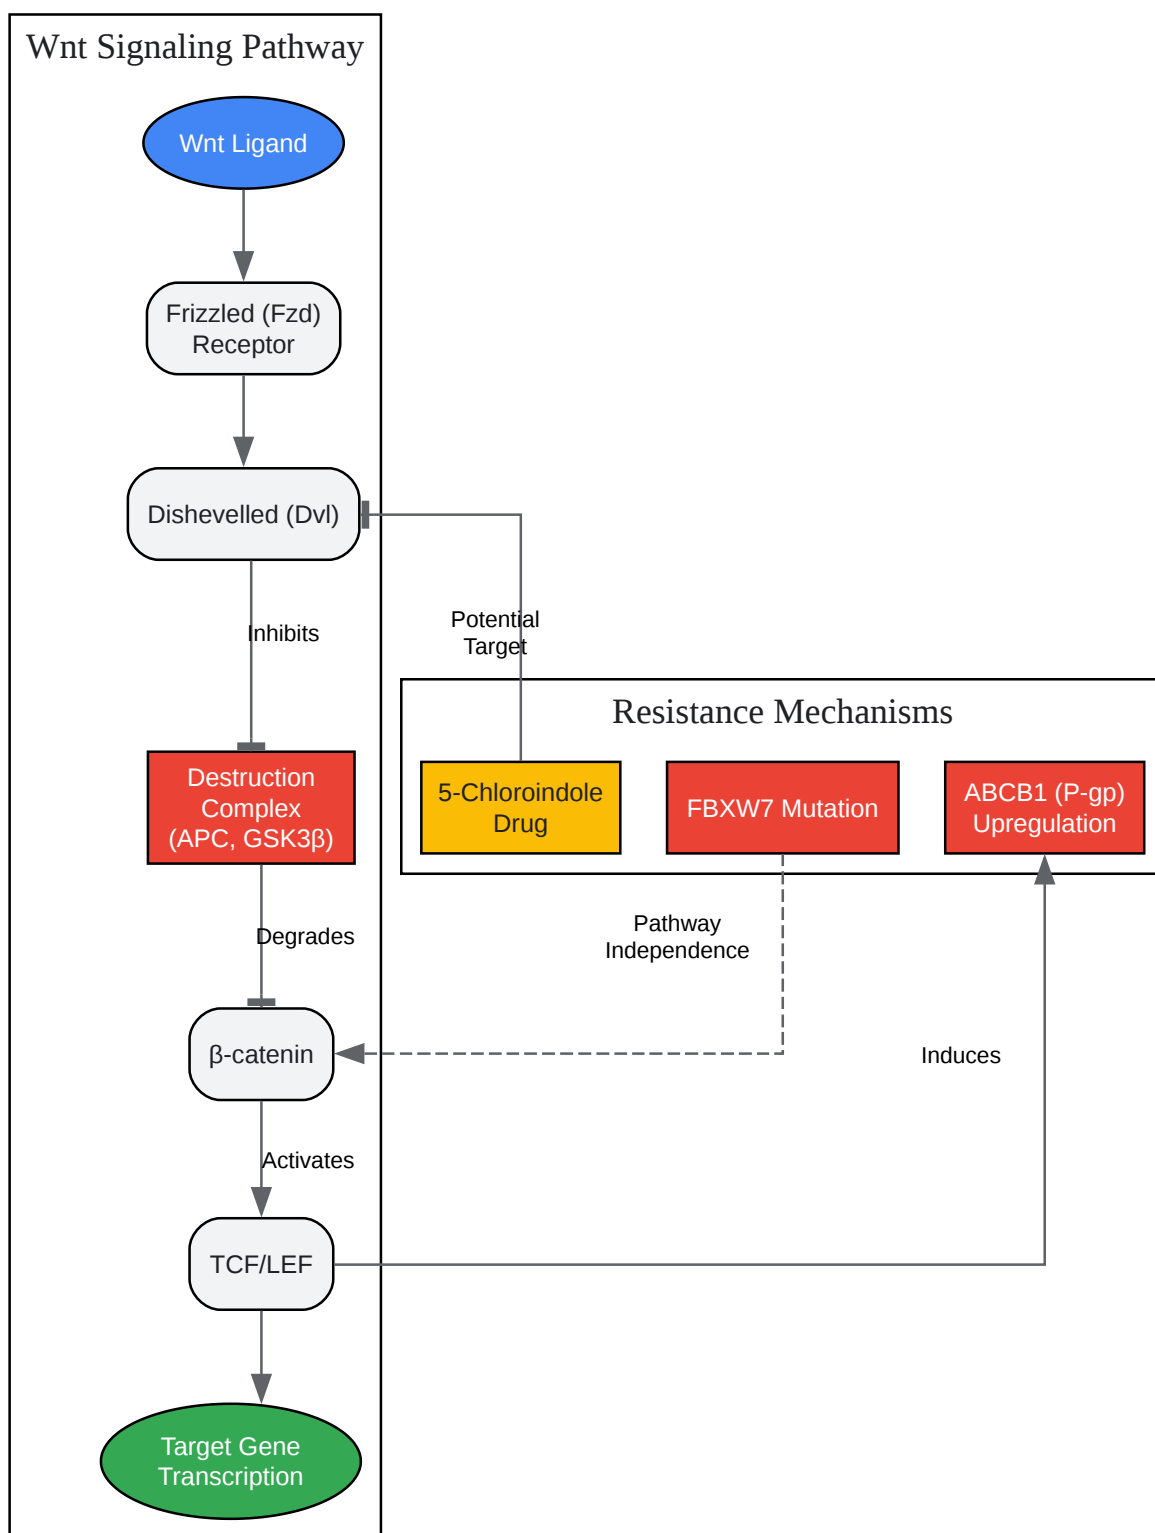 Wnt Signaling Pathway
Wnt Ligand
Frizzled (Fzd)
Receptor
Dishevelled (Dvl)
Inhibits
Potential
Target
Resistance Mechanisms
Destruction
Complex
(APC, GSK3β)
5-Chloroindole
Drug
FBXW7 Mutation
ABCB1 (P-gp)
Upregulation
Degrades
Pathway
Independence
β-catenin
Induces
Activates
TCF/LEF
Target Gene
Transcription